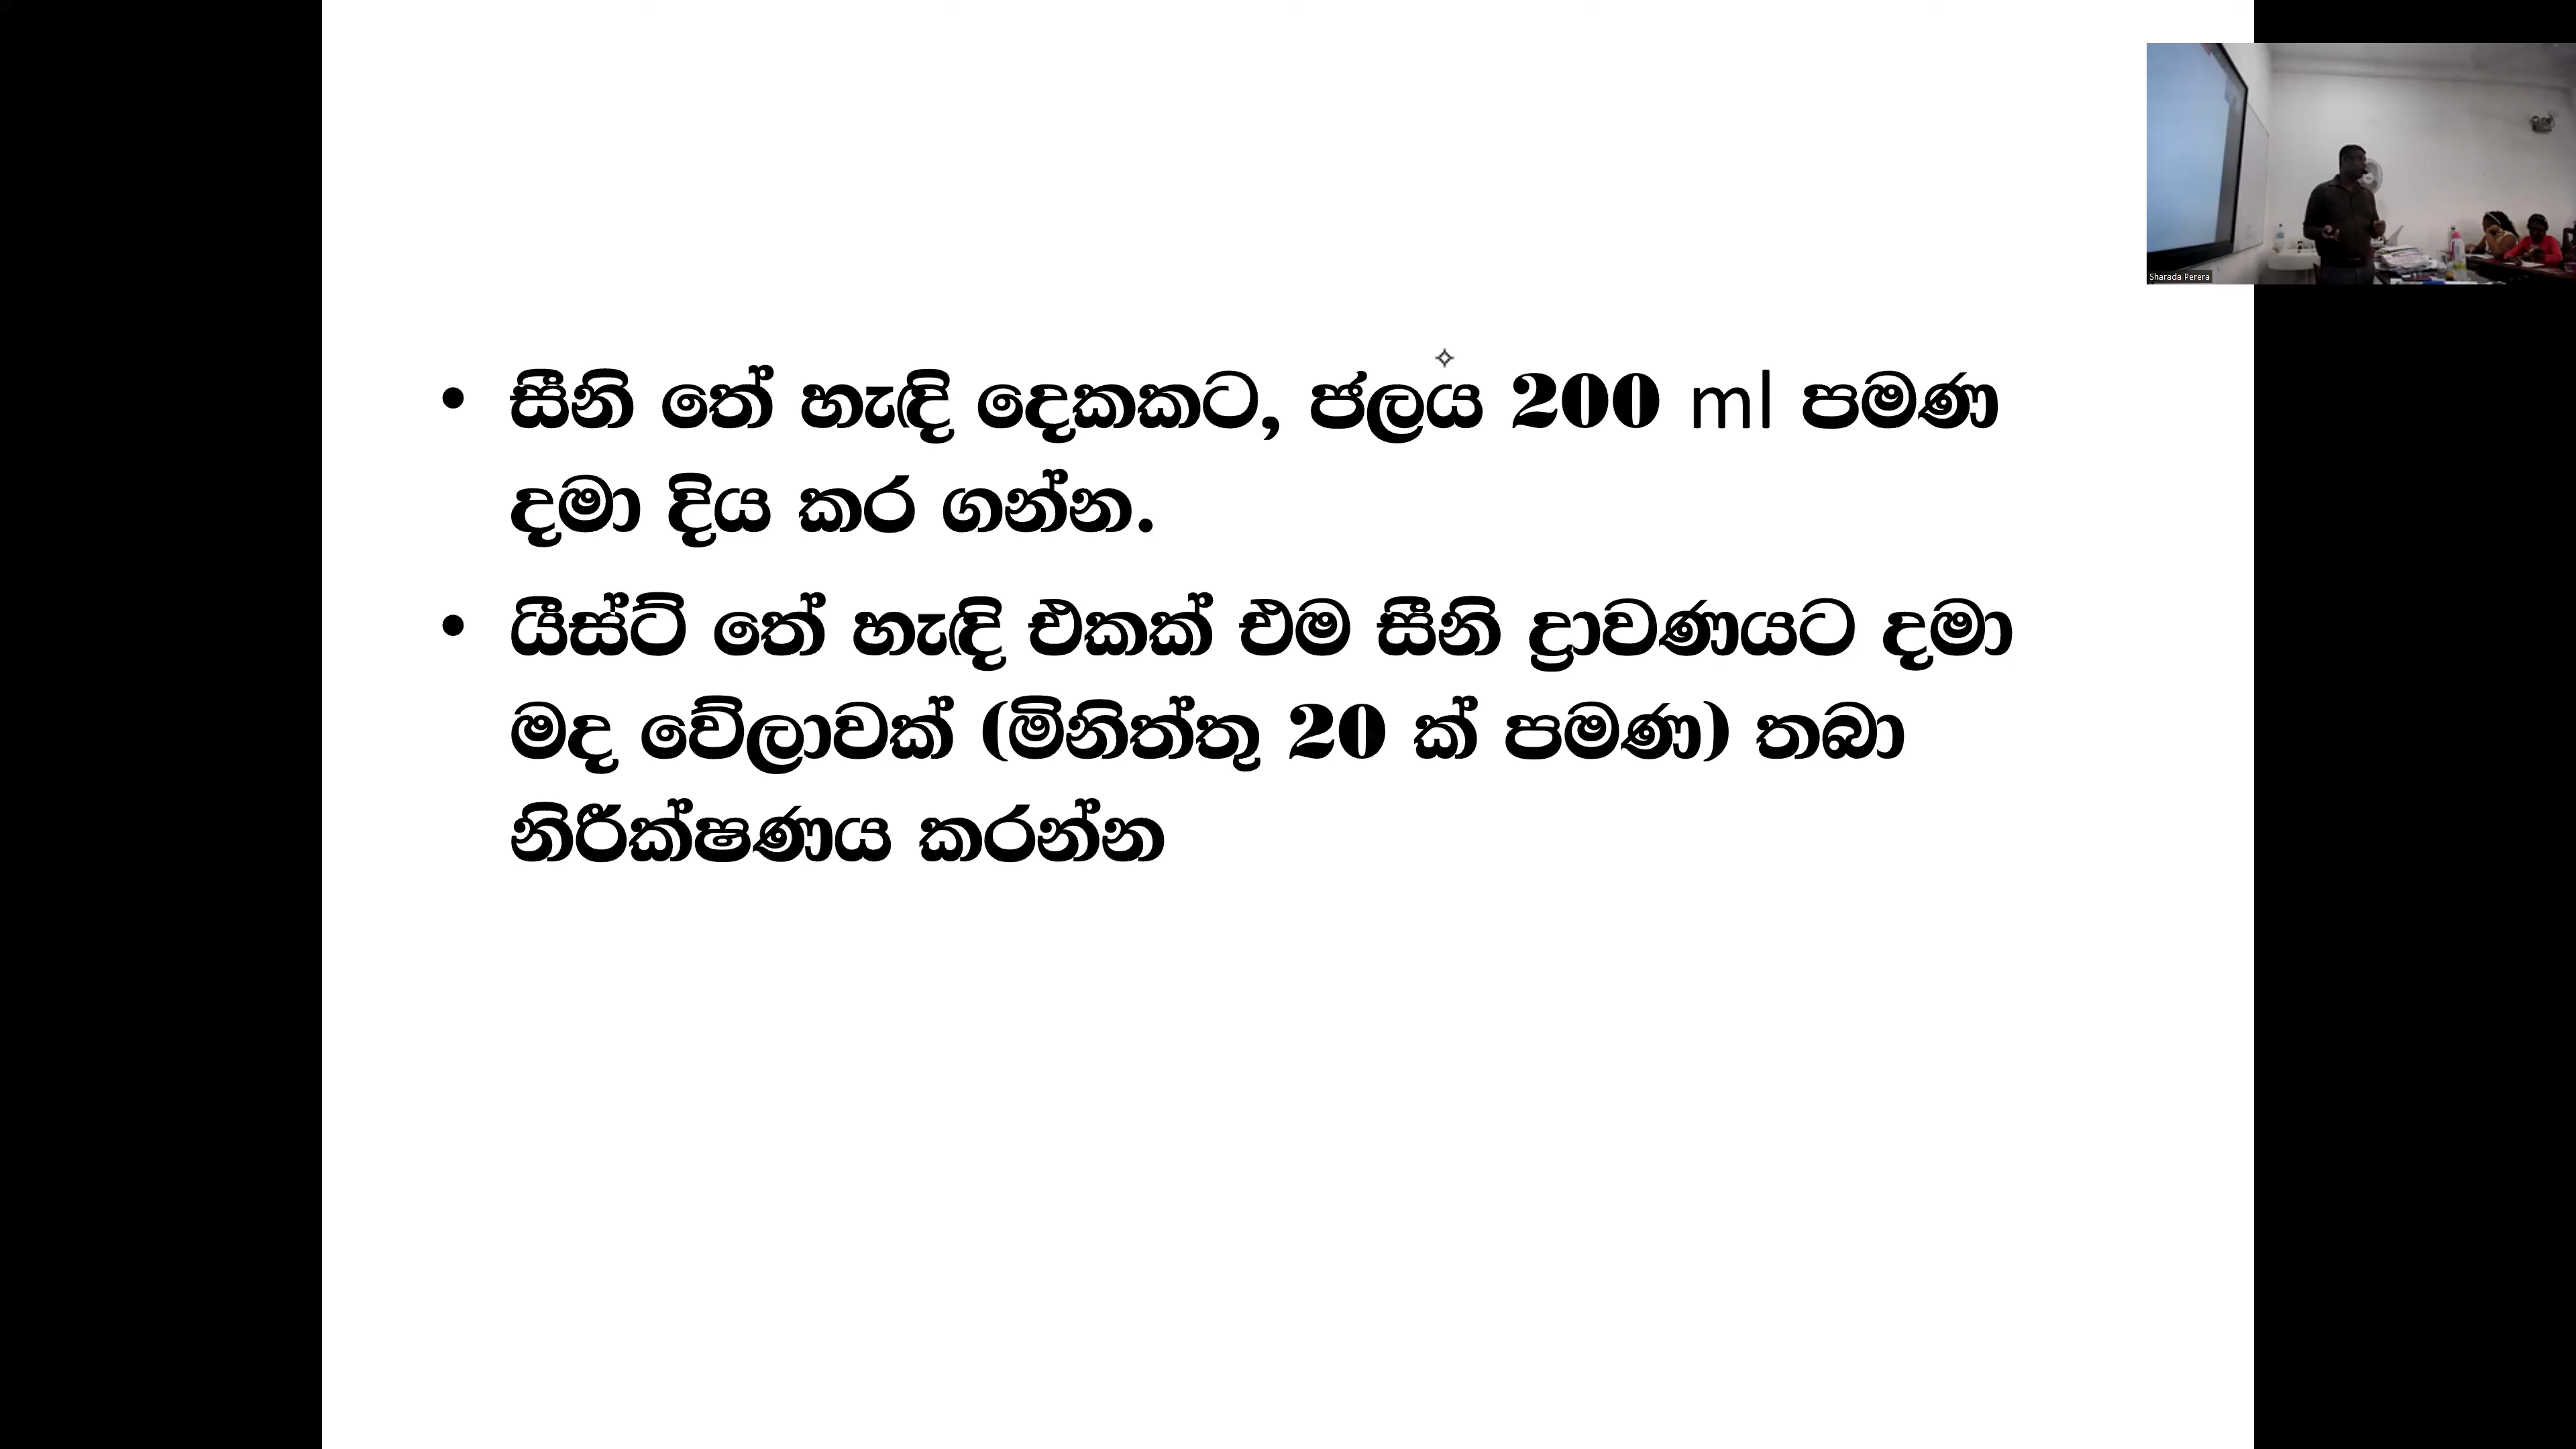 Sharada Perera
• සීනි තේ හැඳි දෙකකට, ජලය 200 ml පමණ
දමා දිය කර ගන්න.
• යීස්ට් තේ හැඳි එකක් එම සීනි ද්‍රාවණයට දමා
මද වේලාවක් (මිනිත්තු 20 ක් පමණ) තබා
නිරීක්ෂණය කරන්න